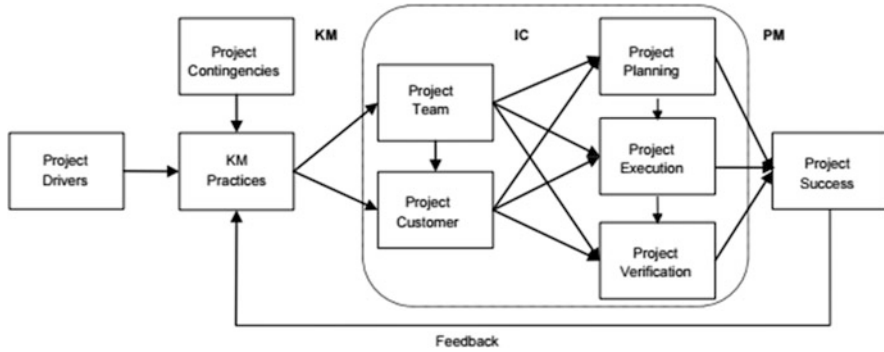 KM
IC
PM
Project
Contingencies
Project
Planning
Project
Team
Project
Drivers
KM
Practices
Project
Execution
Project
Success
Project
Customer
Project
Verification
Feedback